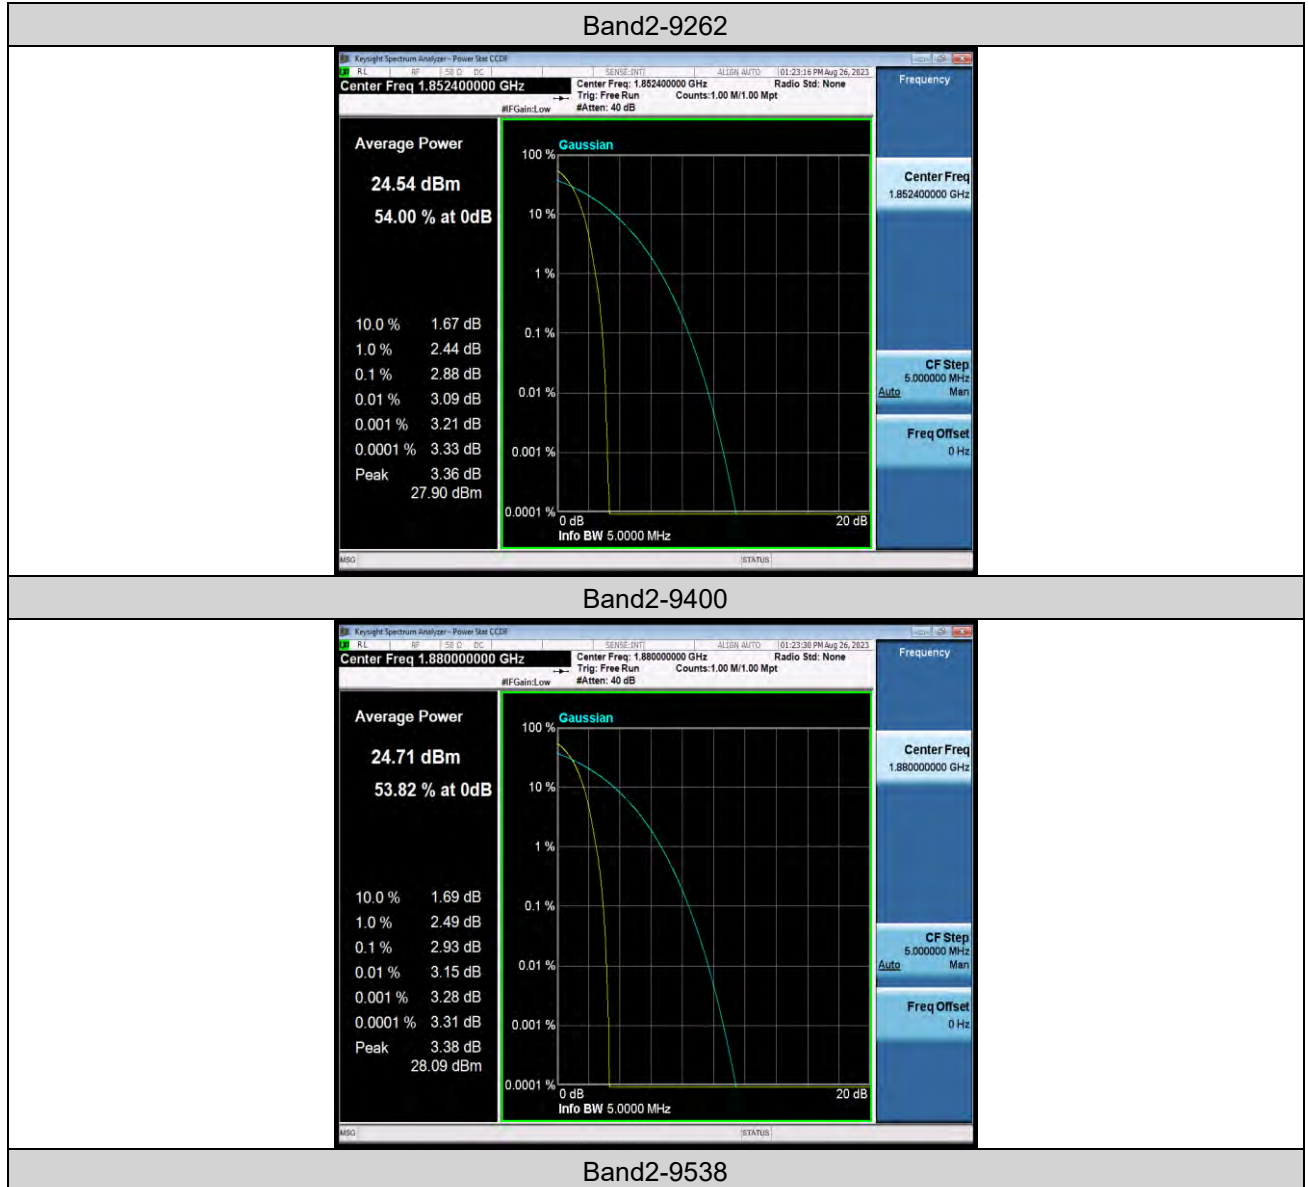 Band2-9262
Keysight Spectrum Analyzer - Power Stat CCDF
RL RF 50 Ω DC SENSE:INT ALIGN AUTO 01:23:16 PM Aug 26, 2023
Center Freq 1.852400000 GHz
Center Freq: 1.852400000 GHz Radio Std: None
Trig: Free Run Counts:1.00 M/1.00 Mpt
#IFGain:Low #Atten: 40 dB
Frequency
Average Power
24.54 dBm
54.00 % at 0dB
10.0 % 1.67 dB
1.0 % 2.44 dB
0.1 % 2.88 dB
0.01 % 3.09 dB
0.001 % 3.21 dB
0.0001 % 3.33 dB
Peak 3.36 dB
27.90 dBm
Gaussian
100 %
10 %
1 %
0.1 %
0.01 %
0.001 %
0.0001 %
0 dB 20 dB
Info BW 5.0000 MHz
Center Freq
1.852400000 GHz
CF Step
5.000000 MHz
Auto Man
Freq Offset
0 Hz
MSG STATUS
Band2-9400
Keysight Spectrum Analyzer - Power Stat CCDF
RL RF 50 Ω DC SENSE:INT ALIGN AUTO 01:23:30 PM Aug 26, 2023
Center Freq 1.880000000 GHz
Center Freq: 1.880000000 GHz Radio Std: None
Trig: Free Run Counts:1.00 M/1.00 Mpt
#IFGain:Low #Atten: 40 dB
Frequency
Average Power
24.71 dBm
53.82 % at 0dB
10.0 % 1.69 dB
1.0 % 2.49 dB
0.1 % 2.93 dB
0.01 % 3.15 dB
0.001 % 3.28 dB
0.0001 % 3.31 dB
Peak 3.38 dB
28.09 dBm
Gaussian
100 %
10 %
1 %
0.1 %
0.01 %
0.001 %
0.0001 %
0 dB 20 dB
Info BW 5.0000 MHz
Center Freq
1.880000000 GHz
CF Step
5.000000 MHz
Auto Man
Freq Offset
0 Hz
MSG STATUS
Band2-9538